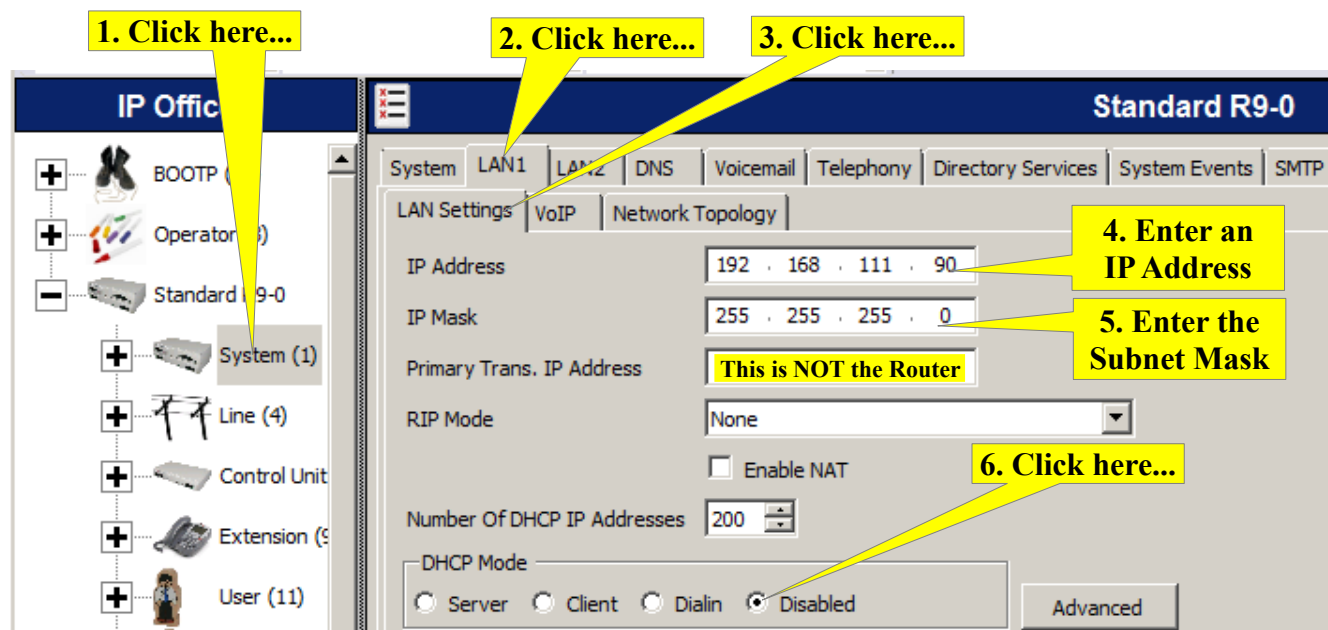 1. Click here...
2. Click here...
3. Click here...
IP Offic
Standard R9-0
BOOTP (
Operator 3)
Standard R9-0
System (1)
Line (4)
Control Unit
Extension (9
User (11)
System LAN1 LAN2 DNS Voicemail Telephony Directory Services System Events SMTP
LAN Settings VoIP Network Topology
IP Address 192 . 168 . 111 . 90
4. Enter an
IP Address
IP Mask 255 . 255 . 255 . 0
5. Enter the
Subnet Mask
Primary Trans. IP Address This is NOT the Router
RIP Mode None
Enable NAT
6. Click here...
Number Of DHCP IP Addresses 200
DHCP Mode
Server Client Dialin Disabled
Advanced